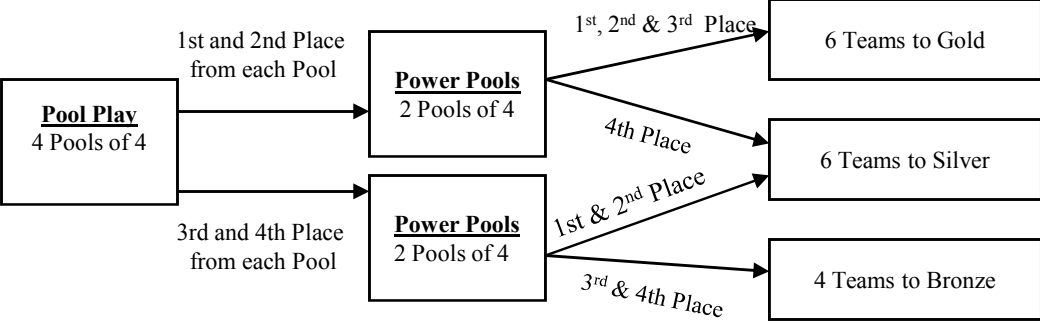 Pool Play
4 Pools of 4
1st and 2nd Place
from each Pool
3rd and 4th Place
from each Pool
Power Pools
2 Pools of 4
Power Pools
2 Pools of 4
1st, 2nd & 3rd Place
4th Place
1st & 2nd Place
3rd & 4th Place
6 Teams to Gold
6 Teams to Silver
4 Teams to Bronze